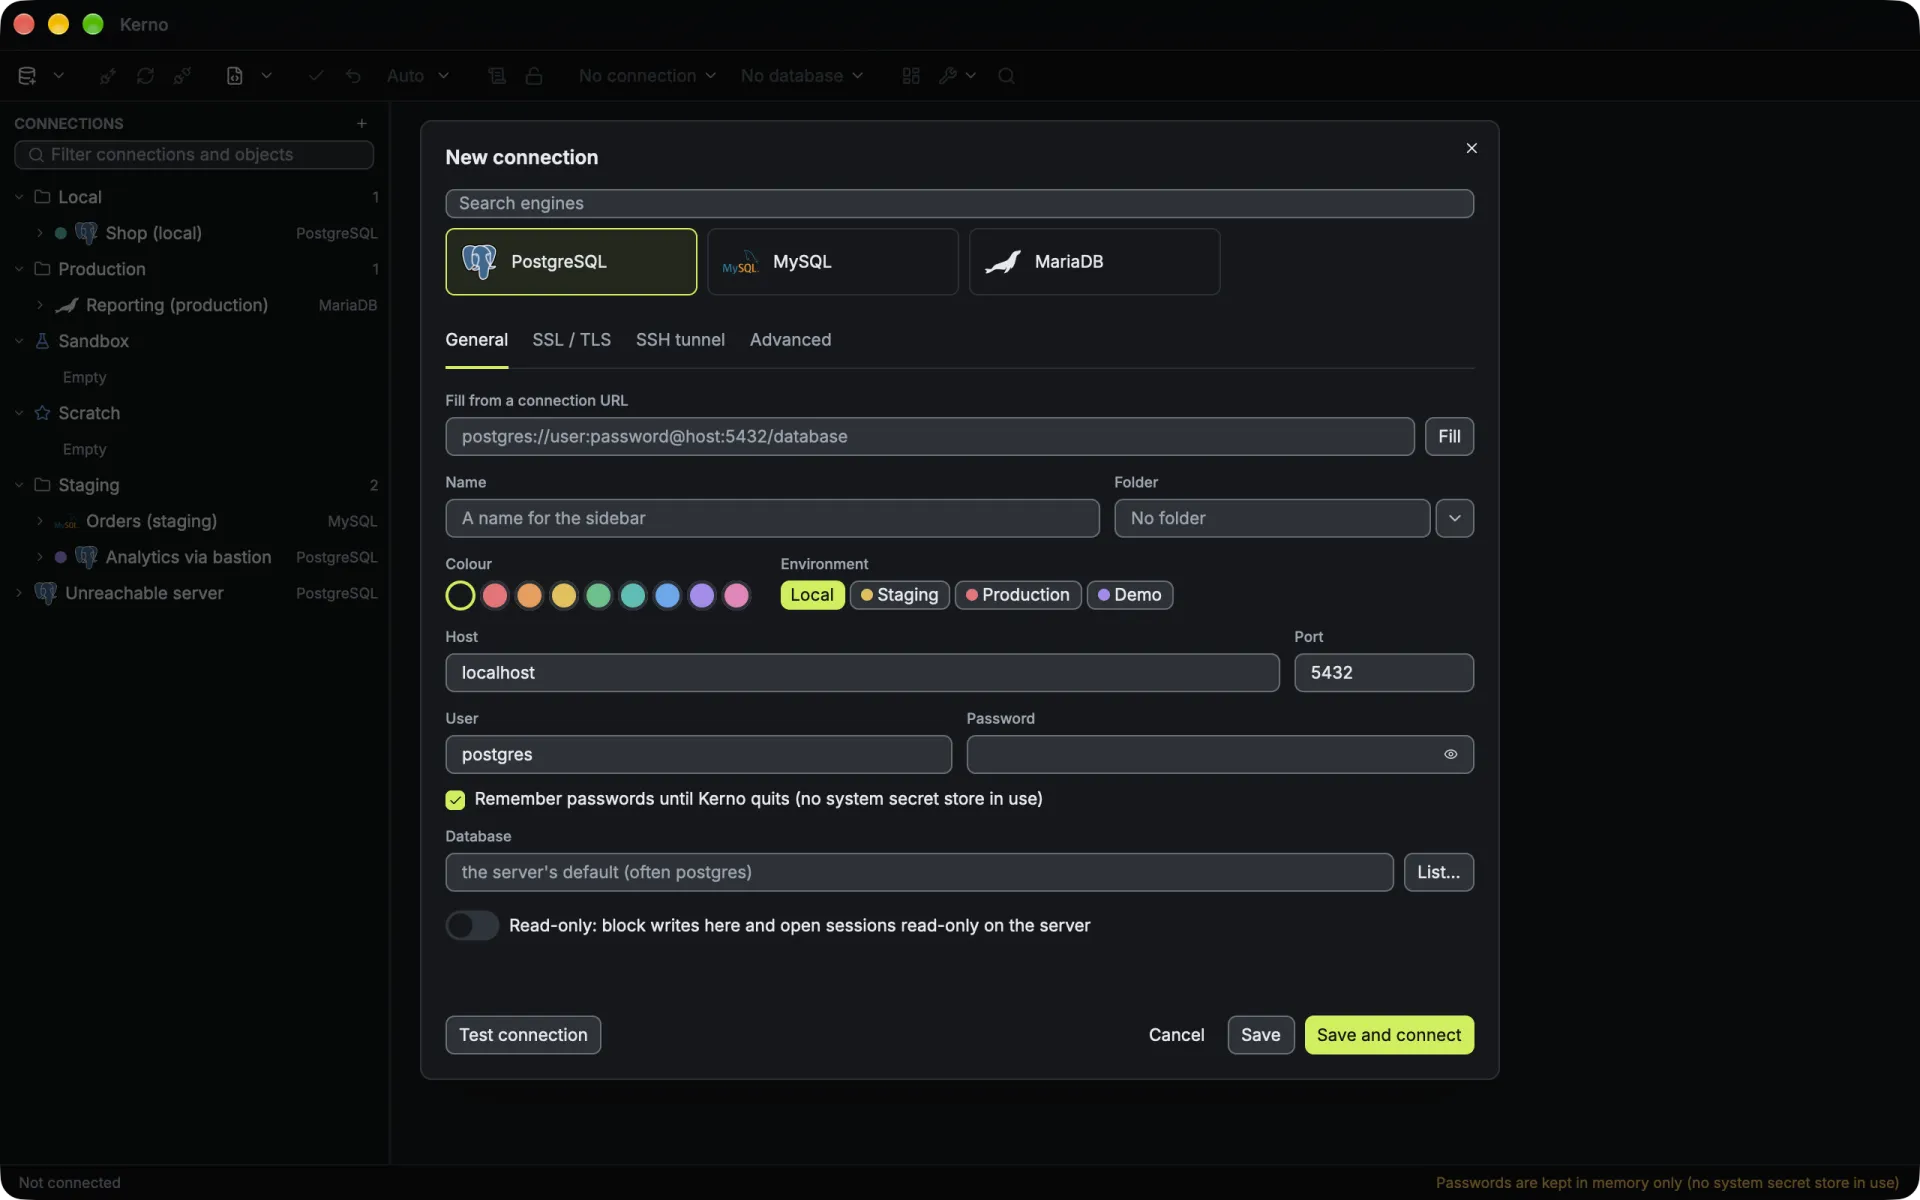 Kerno
Auto
No connection
No database
CONNECTIONS
Filter connections and objects
Local 1
Shop (local) PostgreSQL
Production 1
Reporting (production) MariaDB
Sandbox
Empty
Scratch
Empty
Staging 2
MySQL Orders (staging) MySQL
Analytics via bastion PostgreSQL
Unreachable server PostgreSQL
New connection
Search engines
PostgreSQL
MySQL MySQL
MariaDB
General SSL / TLS SSH tunnel Advanced
Fill from a connection URL
postgres://user:password@host:5432/database Fill
Name Folder
A name for the sidebar No folder
Colour Environment
Local Staging Production Demo
Host Port
localhost 5432
User Password
postgres
Remember passwords until Kerno quits (no system secret store in use)
Database
the server's default (often postgres) List...
Read-only: block writes here and open sessions read-only on the server
Test connection Cancel Save Save and connect
Not connected
Passwords are kept in memory only (no system secret store in use)